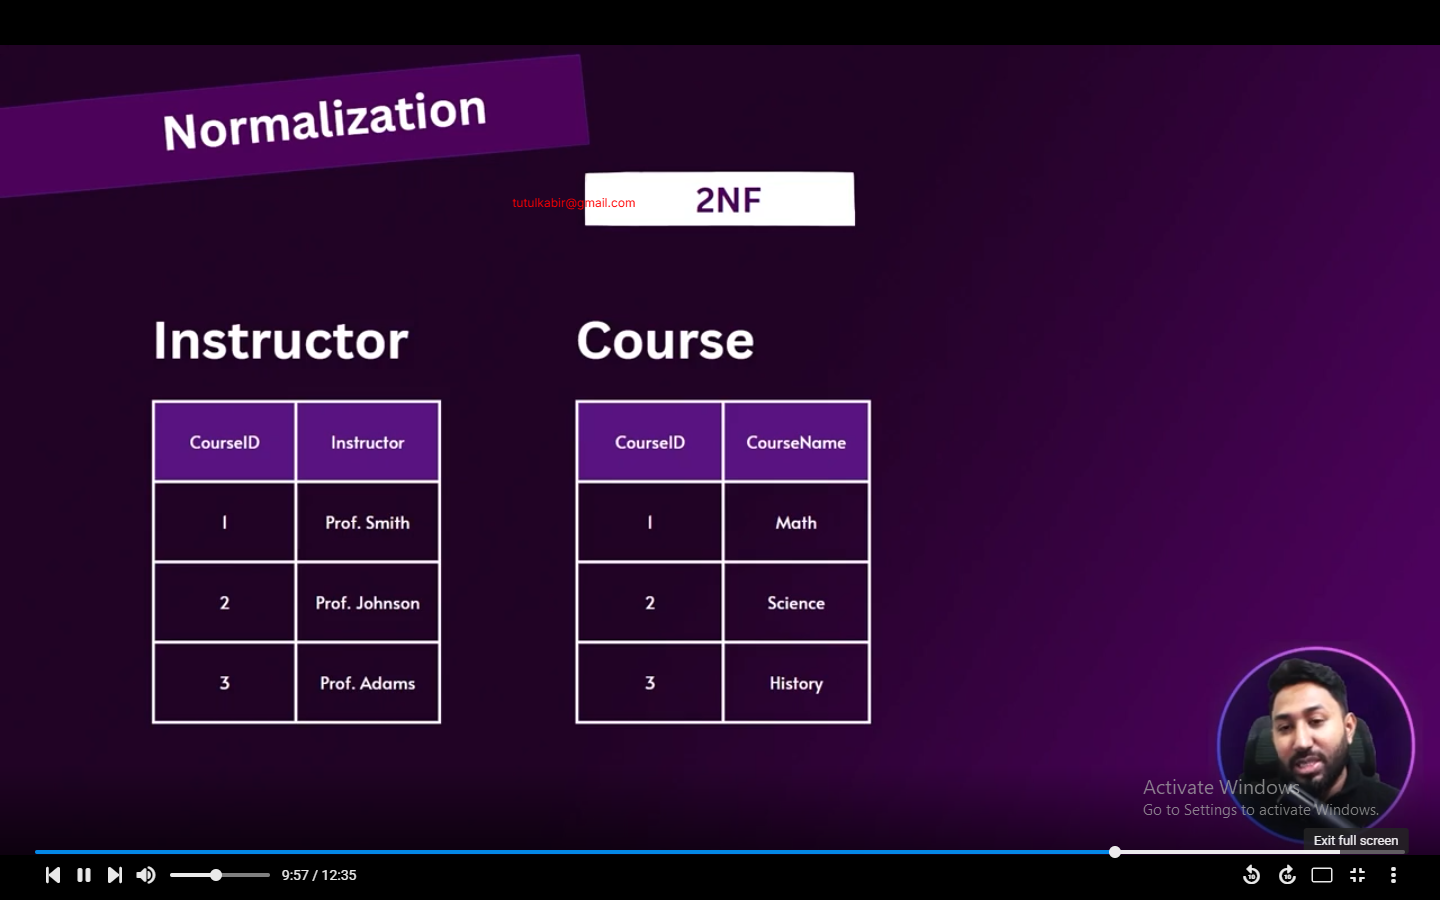 Normalization
2NF
tutulkabir@gmail.com
Instructor
CourseID Instructor
1 Prof. Smith
2 Prof. Johnson
3 Prof. Adams
Course
CourseID CourseName
1 Math
2 Science
3 History
Activate Windows
Go to Settings to activate Windows.
Exit full screen
9:57 / 12:35
10
10